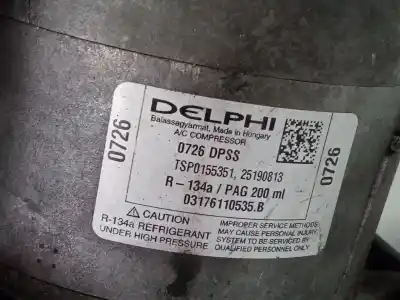 DELPHI
Balassagyarmat, Made in Hungary
A/C COMPRESSOR
0726 DPSS
TSP0155351, 25190813
R - 134a / PAG 200 ml
03176110535.B
0726
0726
CAUTION
R-134a REFRIGERANT
UNDER HIGH PRESSURE
IMPROPER SERVICE METHODS
MAY CAUSE PERSONAL INJURY
SYSTEM TO BE SERVICED BY
QUALIFIED PERSONNEL ONLY